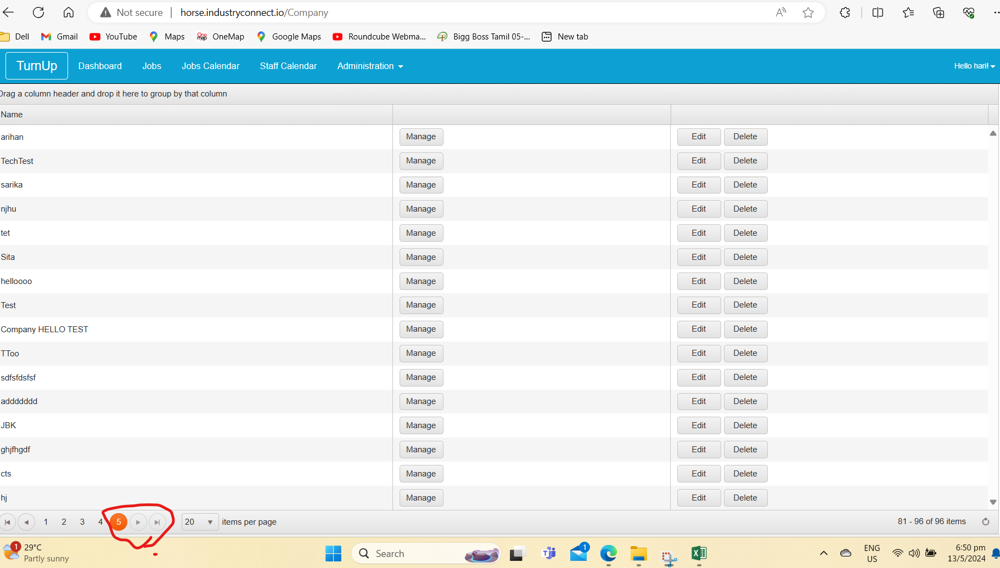 Not secure | horse.industryconnect.io/Company
Dell Gmail YouTube Maps OneMap Google Maps Roundcube Webma... Bigg Boss Tamil 05-... New tab
TurnUp Dashboard Jobs Jobs Calendar Staff Calendar Administration Hello hari!
Drag a column header and drop it here to group by that column
Name
arihan Manage Edit Delete
TechTest Manage Edit Delete
sarika Manage Edit Delete
njhu Manage Edit Delete
tet Manage Edit Delete
Sita Manage Edit Delete
helloooo Manage Edit Delete
Test Manage Edit Delete
Company HELLO TEST Manage Edit Delete
TToo Manage Edit Delete
sdfsfdsfsf Manage Edit Delete
addddddd Manage Edit Delete
JBK Manage Edit Delete
ghjfhgdf Manage Edit Delete
cts Manage Edit Delete
hj Manage Edit Delete
1 2 3 4 5 20 items per page 81 - 96 of 96 items
1 29°C Search 1 ENG 6:50 pm
Partly sunny US 13/5/2024